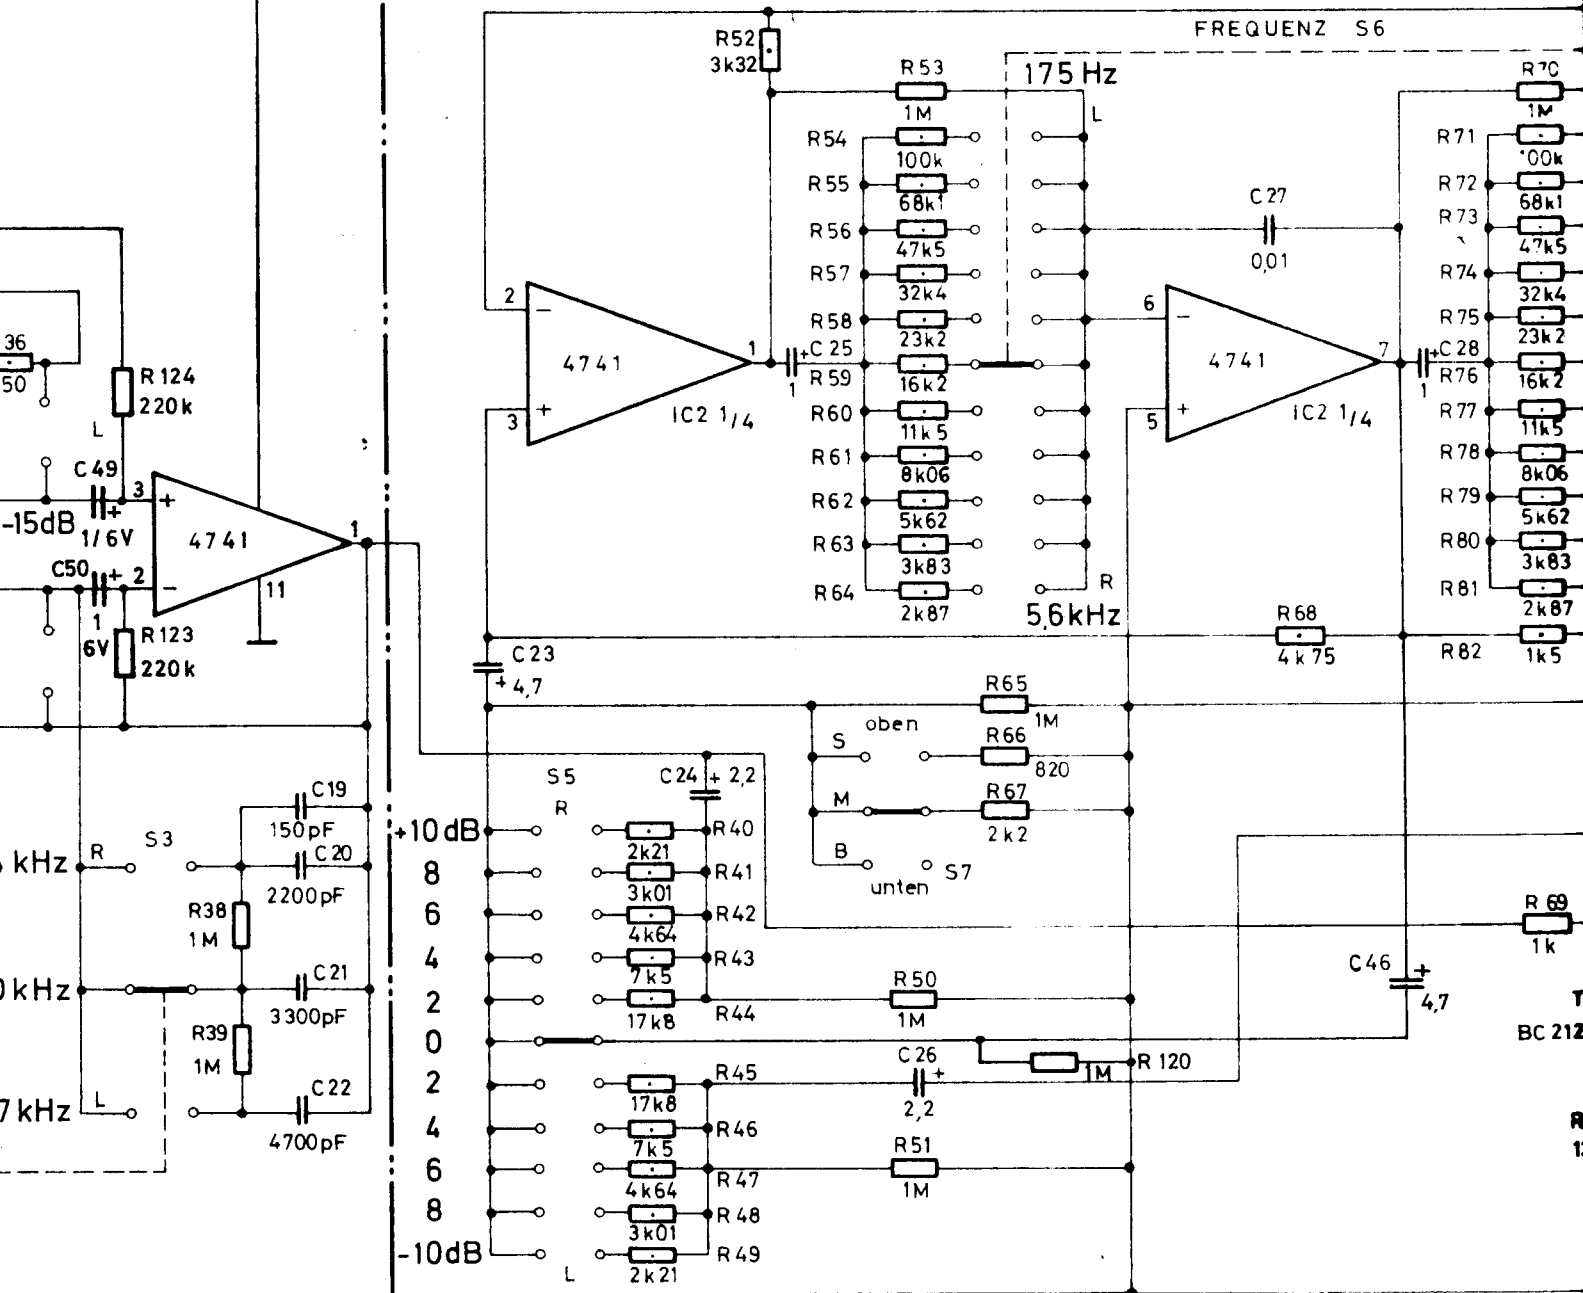 FREQUENZ S6
R52
3k32
R53
1M
175 Hz
L
R70
1M
R54
100k
R71
00k
R55
68k1
R72
68k1
R56
47k5
C27
0,01
R73
47k5
R57
32k4
R74
32k4
2
−
R58
23k2
6
−
R75
23k2
4741
1
+
C25
1
R59
16k2
4741
7
+
C28
1
R76
16k2
3
+
IC2 1/4
R60
11k5
5
+
IC2 1/4
R77
11k5
R61
8k06
R78
8k06
R62
5k62
R79
5k62
R63
3k83
R80
3k83
R64
2k87
R
5,6kHz
R81
2k87
36
50
R124
220k
L
C49
+
1/6V
-15dB
3
+
4741
1
C50
+
2
−
11
1
6V
R123
220k
R68
4k75
R82
1k5
C23
+ 4,7
R65
1M
oben
S
R66
820
M
R67
2k2
B
S7
unten
S5
R
C24
+ 2,2
C19
150pF
S3
kHz
R
C20
2200pF
R38
1M
0kHz
C21
3300pF
R39
1M
7kHz
L
C22
4700pF
+10dB
2k21
R40
8
3k01
R41
6
4k64
R42
4
7k5
R43
2
17k8
R44
R50
1M
R69
1k
C46
+
4,7
T
BC 212
0
R120
1M
C26
+
2,2
2
17k8
R45
4
7k5
R46
6
4k64
R47
R51
1M
8
3k01
R48
-10dB
2k21
R49
L
R